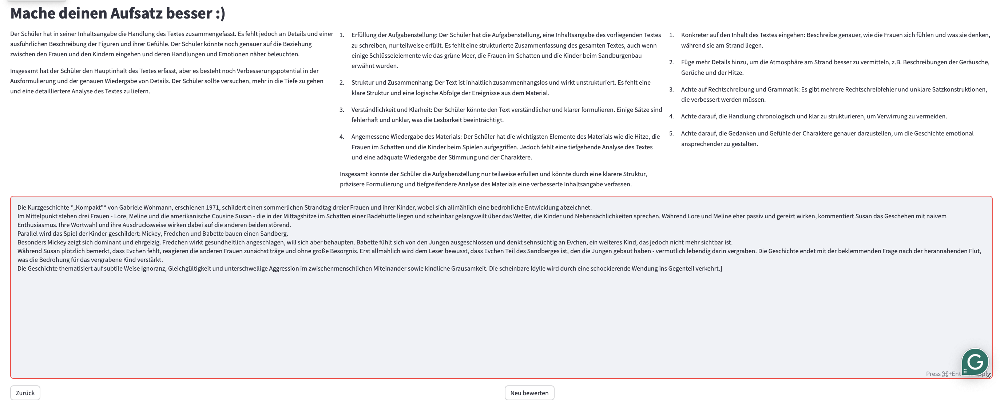 Mache deinen Aufsatz besser :)
Der Schüler hat in seiner Inhaltsangabe die Handlung des Textes zusammengefasst. Es fehlt jedoch an Details und einer
ausführlichen Beschreibung der Figuren und ihrer Gefühle. Der Schüler könnte noch genauer auf die Beziehung
zwischen den Frauen und den Kindern eingehen und deren Handlungen und Emotionen näher beleuchten.
Insgesamt hat der Schüler den Hauptinhalt des Textes erfasst, aber es besteht noch Verbesserungspotential in der
Ausformulierung und der genauen Wiedergabe von Details. Der Schüler sollte versuchen, mehr in die Tiefe zu gehen
und eine detailliertere Analyse des Textes zu liefern.
1. Erfüllung der Aufgabenstellung: Der Schüler hat die Aufgabenstellung, eine Inhaltsangabe des vorliegenden Textes
zu schreiben, nur teilweise erfüllt. Es fehlt eine strukturierte Zusammenfassung des gesamten Textes, auch wenn
einige Schlüsselelemente wie das grüne Meer, die Frauen im Schatten und die Kinder beim Sandburgenbau
erwähnt wurden.
2. Struktur und Zusammenhang: Der Text ist inhaltlich zusammenhangslos und wirkt unstrukturiert. Es fehlt eine
klare Struktur und eine logische Abfolge der Ereignisse aus dem Material.
3. Verständlichkeit und Klarheit: Der Schüler könnte den Text verständlicher und klarer formulieren. Einige Sätze sind
fehlerhaft und unklar, was die Lesbarkeit beeinträchtigt.
4. Angemessene Wiedergabe des Materials: Der Schüler hat die wichtigsten Elemente des Materials wie die Hitze, die
Frauen im Schatten und die Kinder beim Spielen aufgegriffen. Jedoch fehlt eine tiefgehende Analyse des Textes
und eine adäquate Wiedergabe der Stimmung und der Charaktere.
Insgesamt konnte der Schüler die Aufgabenstellung nur teilweise erfüllen und könnte durch eine klarere Struktur,
präzisere Formulierung und tiefgreifendere Analyse des Materials eine verbesserte Inhaltsangabe verfassen.
1. Konkreter auf den Inhalt des Textes eingehen: Beschreibe genauer, wie die Frauen sich fühlen und was sie denken,
während sie am Strand liegen.
2. Füge mehr Details hinzu, um die Atmosphäre am Strand besser zu vermitteln, z.B. Beschreibungen der Geräusche,
Gerüche und der Hitze.
3. Achte auf Rechtschreibung und Grammatik: Es gibt mehrere Rechtschreibfehler und unklare Satzkonstruktionen,
die verbessert werden müssen.
4. Achte darauf, die Handlung chronologisch und klar zu strukturieren, um Verwirrung zu vermeiden.
5. Achte darauf, die Gedanken und Gefühle der Charaktere genauer darzustellen, um die Geschichte emotional
ansprechender zu gestalten.
Die Kurzgeschichte *„Kompakt"* von Gabriele Wohmann, erschienen 1971, schildert einen sommerlichen Strandtag dreier Frauen und ihrer Kinder, wobei sich allmählich eine bedrohliche Entwicklung abzeichnet.
Im Mittelpunkt stehen drei Frauen - Lore, Meline und die amerikanische Cousine Susan - die in der Mittagshitze im Schatten einer Badehütte liegen und scheinbar gelangweilt über das Wetter, die Kinder und Nebensächlichkeiten sprechen. Während Lore und Meline eher passiv und gereizt wirken, kommentiert Susan das Geschehen mit naivem
Enthusiasmus. Ihre Wortwahl und ihre Ausdrucksweise wirken dabei auf die anderen beiden störend.
Parallel wird das Spiel der Kinder geschildert: Mickey, Fredchen und Babette bauen einen Sandberg.
Besonders Mickey zeigt sich dominant und ehrgeizig. Fredchen wirkt gesundheitlich angeschlagen, will sich aber behaupten. Babette fühlt sich von den Jungen ausgeschlossen und denkt sehnsüchtig an Evchen, ein weiteres Kind, das jedoch nicht mehr sichtbar ist.
Während Susan plötzlich bemerkt, dass Evchen fehlt, reagieren die anderen Frauen zunächst träge und ohne große Besorgnis. Erst allmählich wird dem Leser bewusst, dass Evchen Teil des Sandberges ist, den die Jungen gebaut haben - vermutlich lebendig darin vergraben. Die Geschichte endet mit der beklemmenden Frage nach der herannahenden Flut,
was die Bedrohung für das vergrabene Kind verstärkt.
Die Geschichte thematisiert auf subtile Weise Ignoranz, Gleichgültigkeit und unterschwellige Aggression im zwischenmenschlichen Miteinander sowie kindliche Grausamkeit. Die scheinbare Idylle wird durch eine schockierende Wendung ins Gegenteil verkehrt.]
Press ⌘+
G
Zurück
Neu bewerten